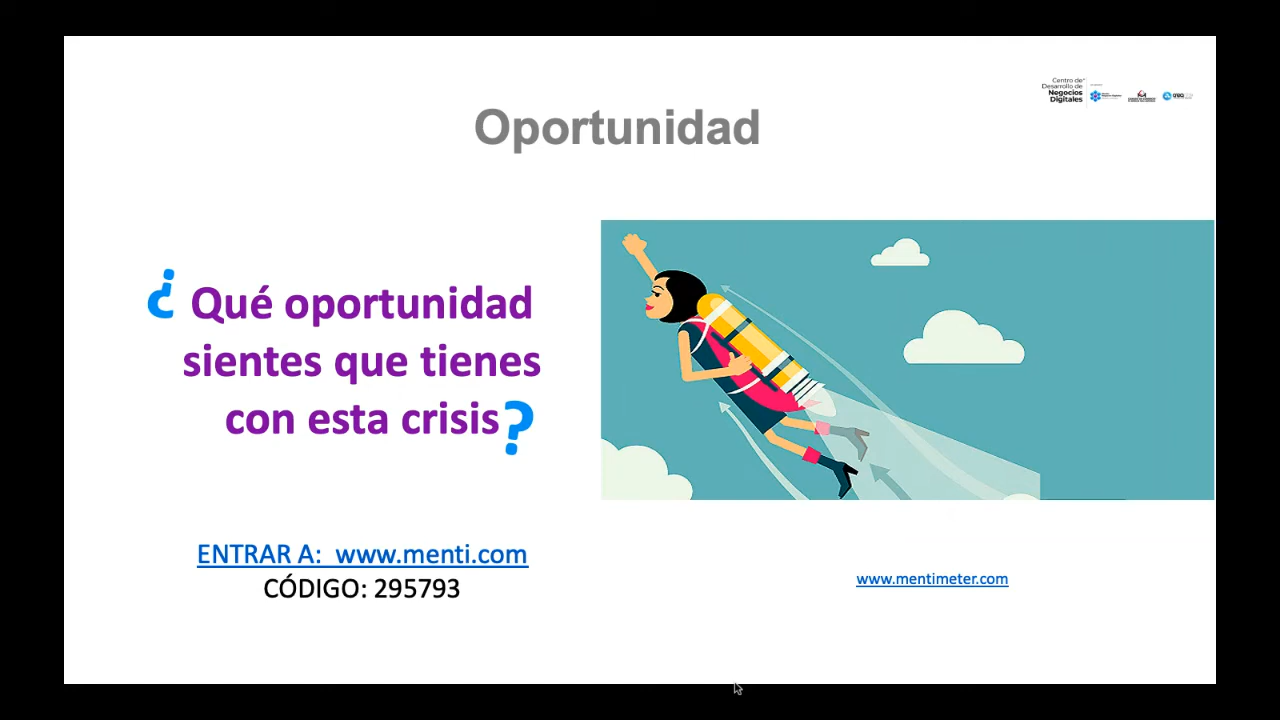 Centro de
Desarrollo de
Negocios
Digitales
Oportunidad
¿ Qué oportunidad
sientes que tienes
con esta crisis ?
ENTRAR A: www.menti.com
CÓDIGO: 295793
www.mentimeter.com